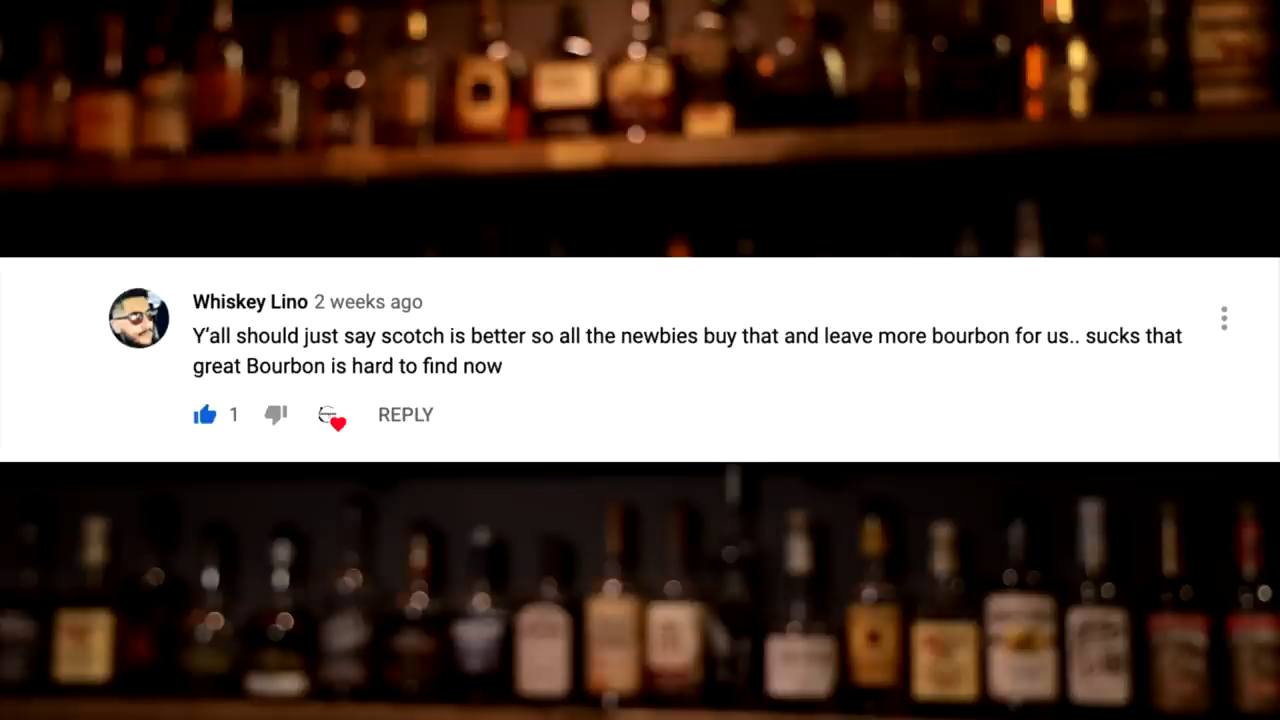 Whiskey Lino 2 weeks ago
Y'all should just say scotch is better so all the newbies buy that and leave more bourbon for us.. sucks that
great Bourbon is hard to find now
1 REPLY